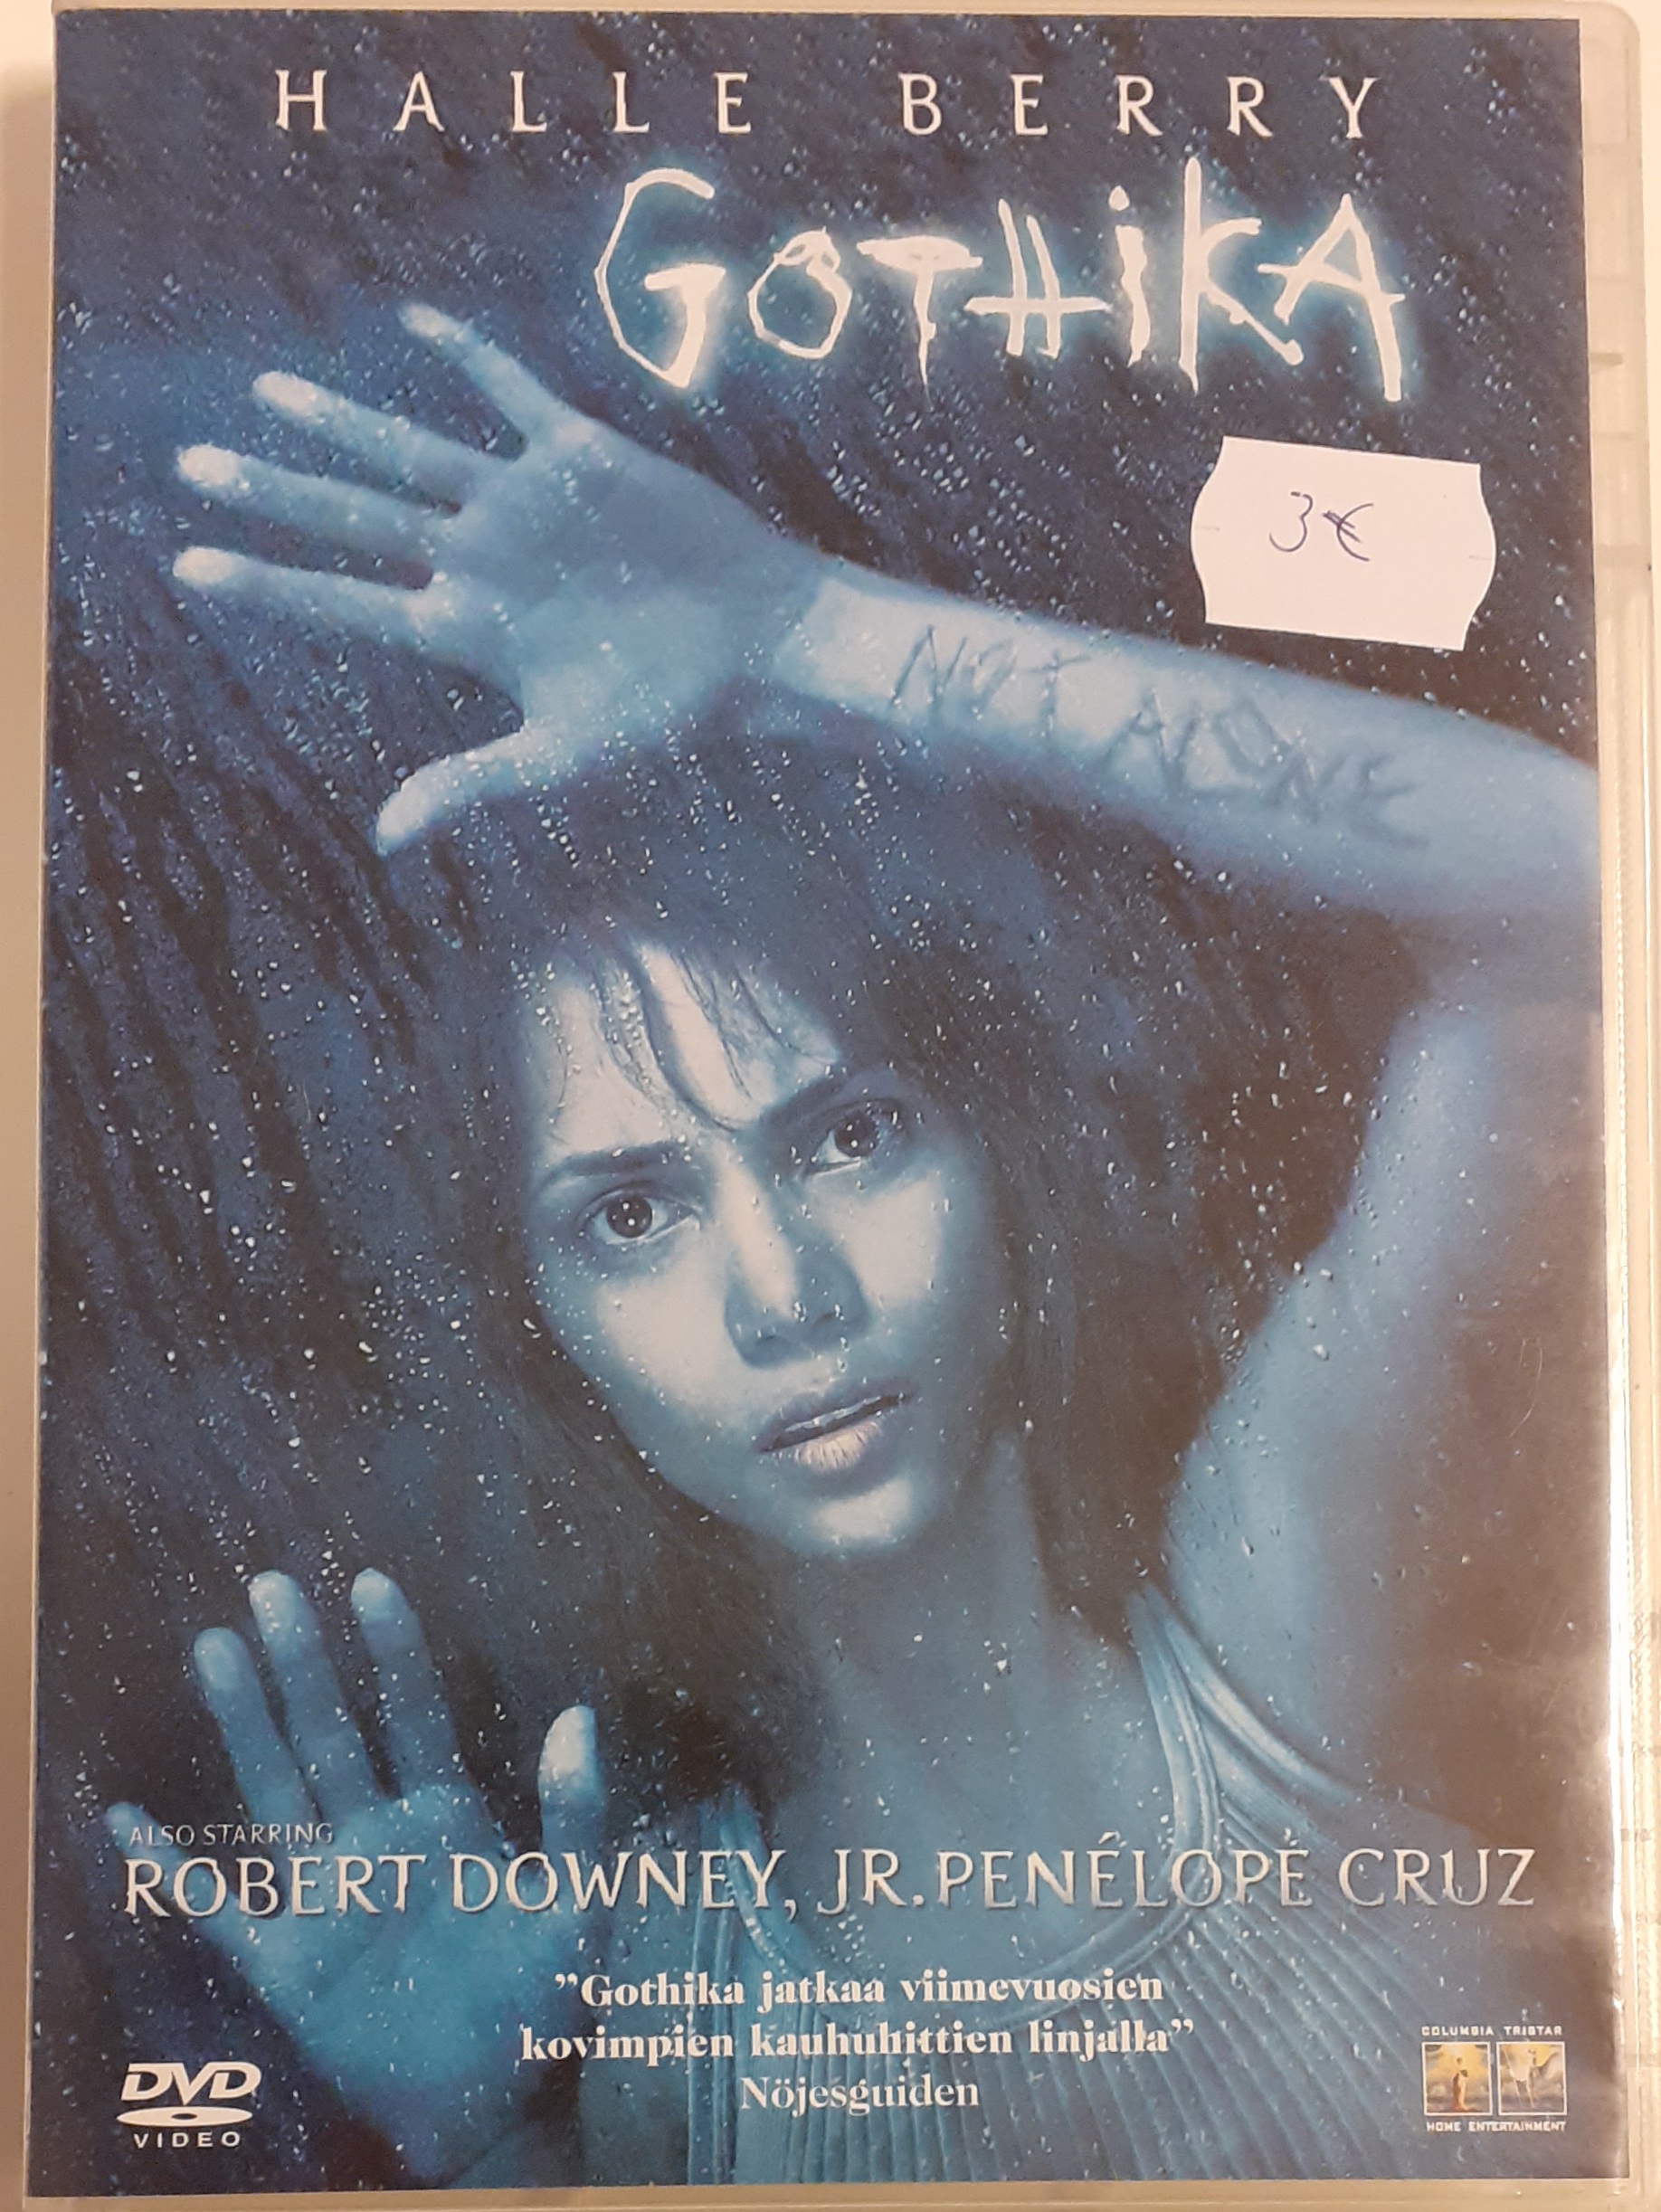 HALLE BERRY
GOTHIKA
3€
NOT ALONE
ALSO STARRING
ROBERT DOWNEY, JR. PENÉLOPE CRUZ
”Gothika jatkaa viimevuosien
kovimpien kauhuhittien linjalla”
Nöjesguiden
DVD
VIDEO
COLUMBIA TRISTAR
HOME ENTERTAINMENT